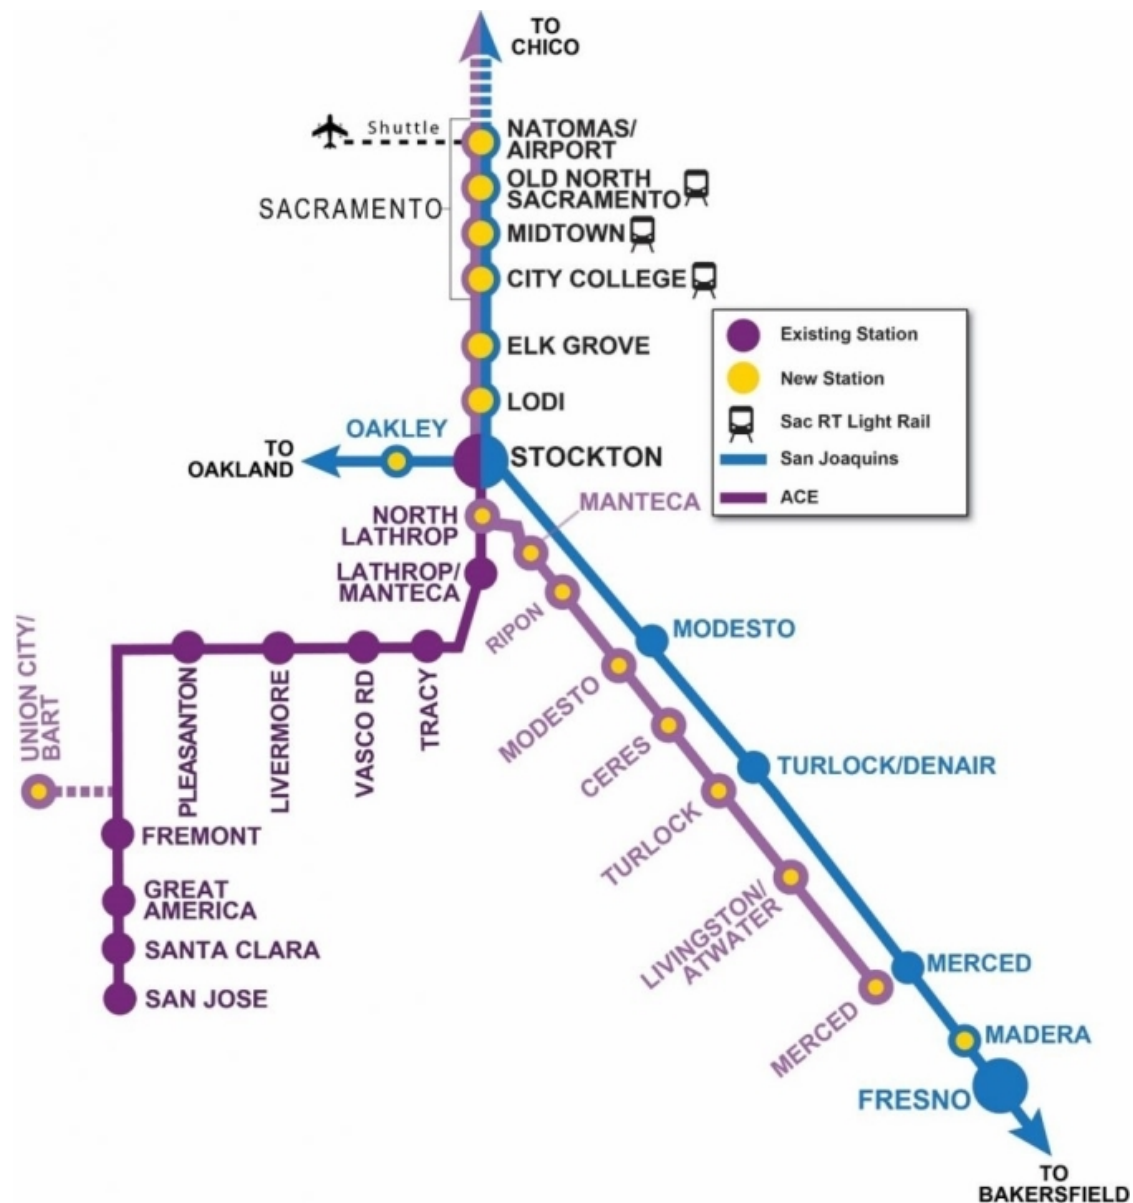 TO
CHICO
Shuttle
NATOMAS/
AIRPORT
OLD NORTH
SACRAMENTO
SACRAMENTO
MIDTOWN
CITY COLLEGE
ELK GROVE
LODI
Existing Station
New Station
Sac RT Light Rail
San Joaquins
ACE
OAKLEY
TO
OAKLAND
STOCKTON
MANTECA
NORTH
LATHROP
LATHROP/
MANTECA
RIPON
MODESTO
MODESTO
UNION CITY/
BART
PLEASANTON
LIVERMORE
VASCO RD
TRACY
CERES
TURLOCK/DENAIR
TURLOCK
FREMONT
GREAT
AMERICA
SANTA CLARA
SAN JOSE
LIVINGSTON/
ATWATER
MERCED
MERCED
MADERA
FRESNO
TO
BAKERSFIELD